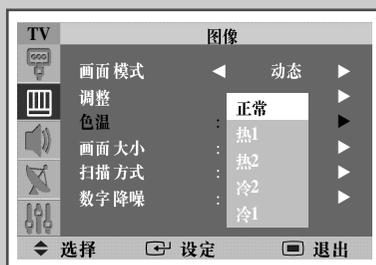 TV 图像
画面模式 ◀ 动态 ▶
调整 ▶
色温 : ▶
画面大小 : ▶
扫描方式 : ▶
数字降噪 : ▶
正常
热1
热2
冷2
冷1
选择 设定 退出